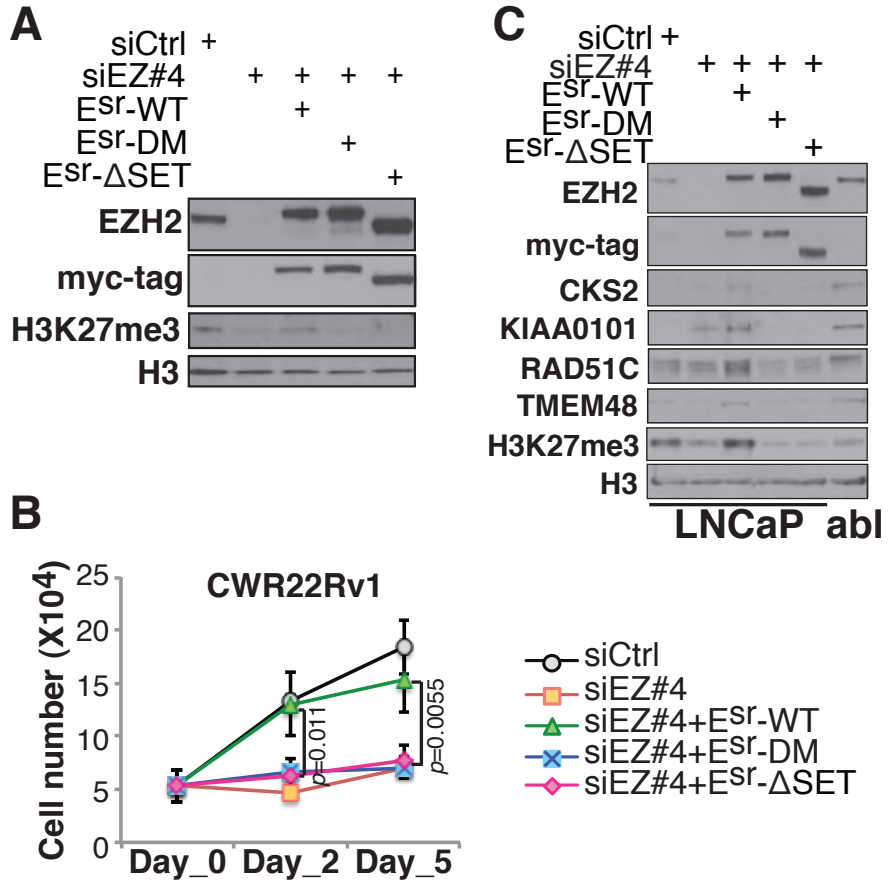 A
siCtrl +
siEZ#4 + + + +
Esr-WT +
Esr-DM +
Esr-ΔSET +
EZH2
myc-tag
H3K27me3
H3
C
siCtrl +
siEZ#4 + + + +
Esr-WT +
Esr-DM +
Esr-ΔSET +
EZH2
myc-tag
CKS2
KIAA0101
RAD51C
TMEM48
H3K27me3
H3
LNCaP abl
B
CWR22Rv1
Cell number (X10⁴)
25
20
15
10
5
0
p=0.011
p=0.0055
Day_0 Day_2 Day_5
siCtrl
siEZ#4
siEZ#4+Esr-WT
siEZ#4+Esr-DM
siEZ#4+Esr-ΔSET